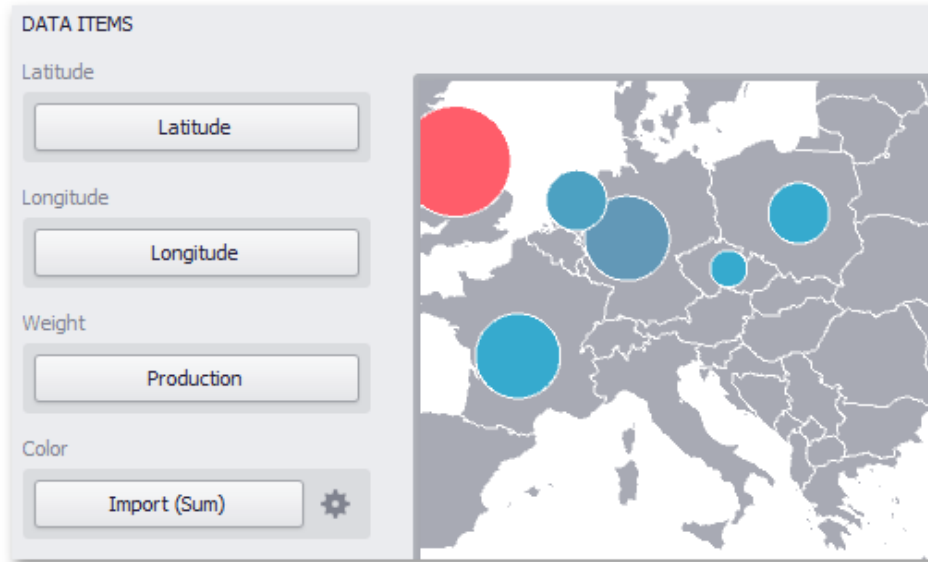 DATA ITEMS
Latitude
Latitude
Longitude
Longitude
Weight
Production
Color
Import (Sum)